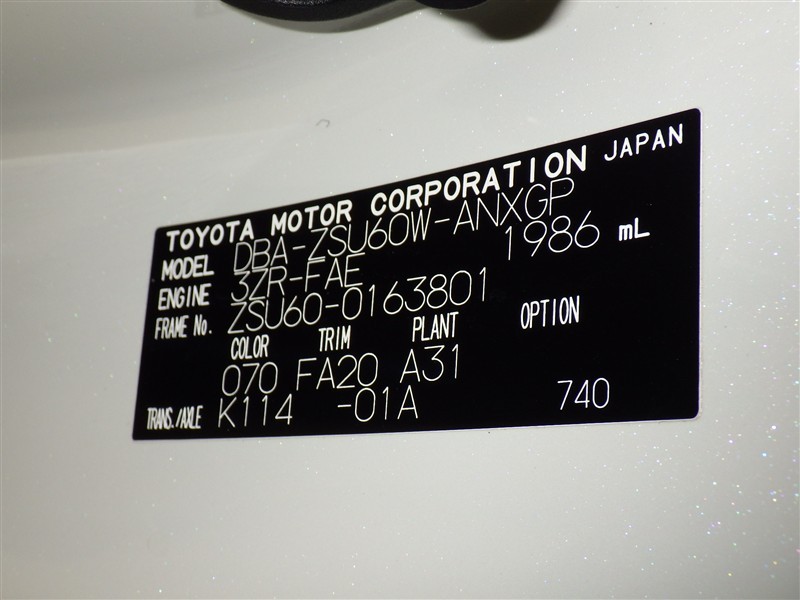 TOYOTA MOTOR CORPORATION JAPAN
MODEL DBA-ZSU60W-ANXGP
ENGINE 3ZR-FAE 1986 mL
FRAME No. ZSU60-0163801
COLOR TRIM PLANT OPTION
070 FA20 A31
TRANS./AXLE K114 -01A 740